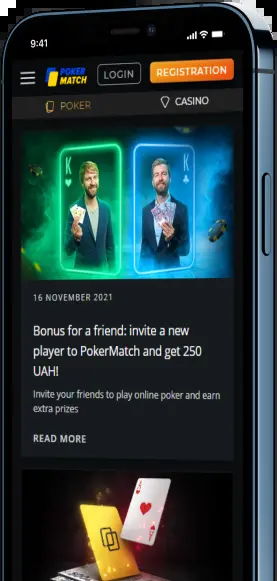 9:41
POKER
MATCH
LOGIN
REGISTRATION
POKER
CASINO
K
K
16 NOVEMBER 2021
Bonus for a friend: invite a new
player to PokerMatch and get 250
UAH!
Invite your friends to play online poker and earn
extra prizes
READ MORE
A